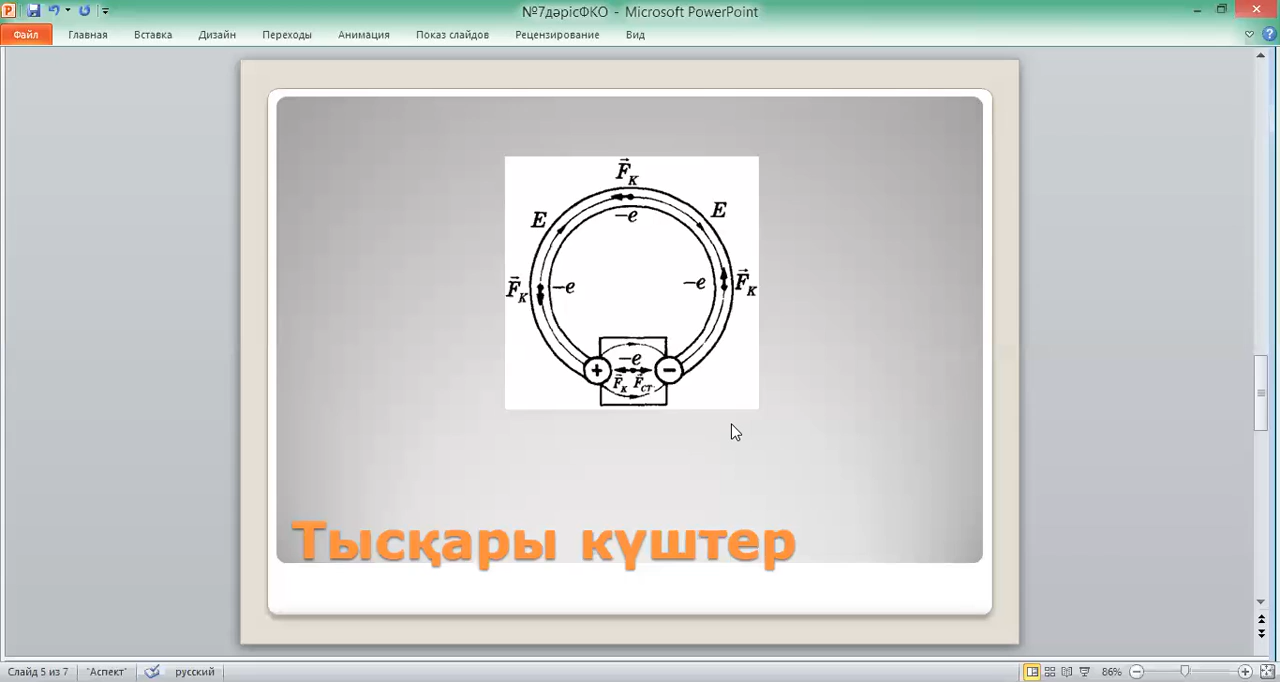 №7дәрісФКО - Microsoft PowerPoint
Файл Главная Вставка Дизайн Переходы Анимация Показ слайдов Рецензирование Вид
F⃗к
E −e E
F⃗к −e −e F⃗к
−e
+ −
F⃗к F⃗ст
Тысқары күштер
Слайд 5 из 7 "Аспект" русский 86%